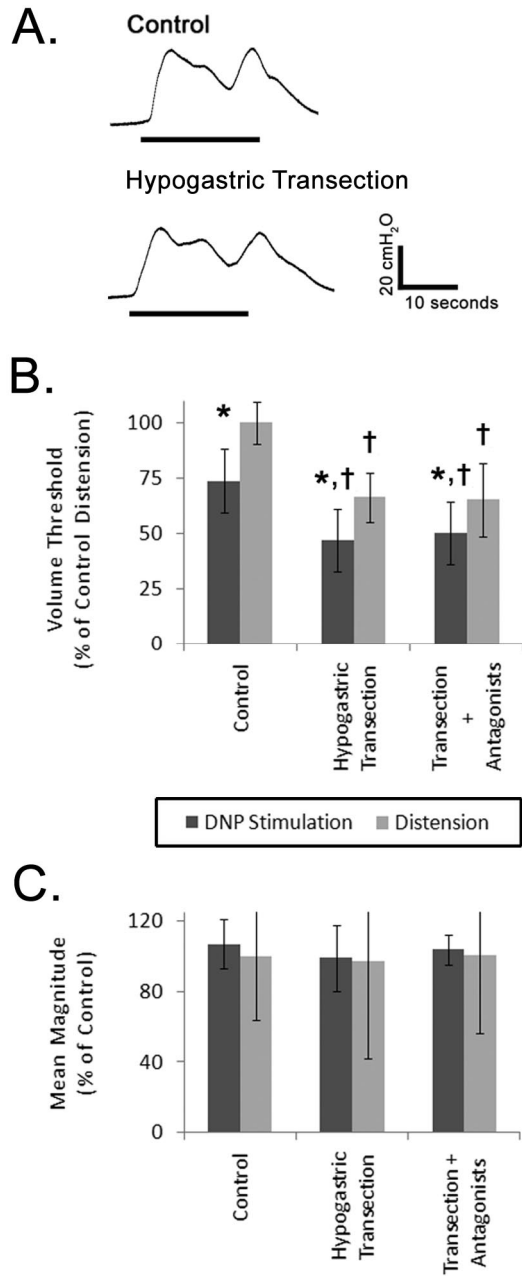 A.
Control
Hypogastric Transection
20 cmH₂O
10 seconds
B.
Volume Threshold
(% of Control Distension)
100
75
50
25
0
*
*,†
†
*,†
†
Control
Hypogastric
Transection
Transection
+
Antagonists
DNP Stimulation
Distension
C.
Mean Magnitude
(% of Control)
120
80
40
0
Control
Hypogastric
Transection
Transection +
Antagonists